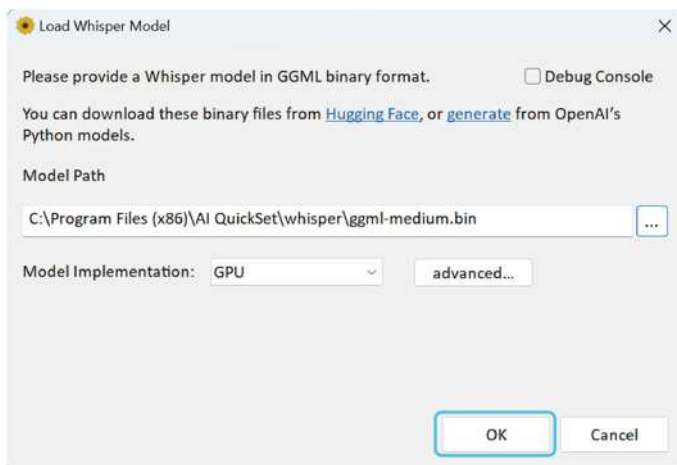 Load Whisper Model
Please provide a Whisper model in GGML binary format.
Debug Console
You can download these binary files from Hugging Face, or generate from OpenAI's
Python models.
Model Path
C:\Program Files (x86)\AI QuickSet\whisper\ggml-medium.bin
...
Model Implementation:
GPU
advanced...
OK
Cancel